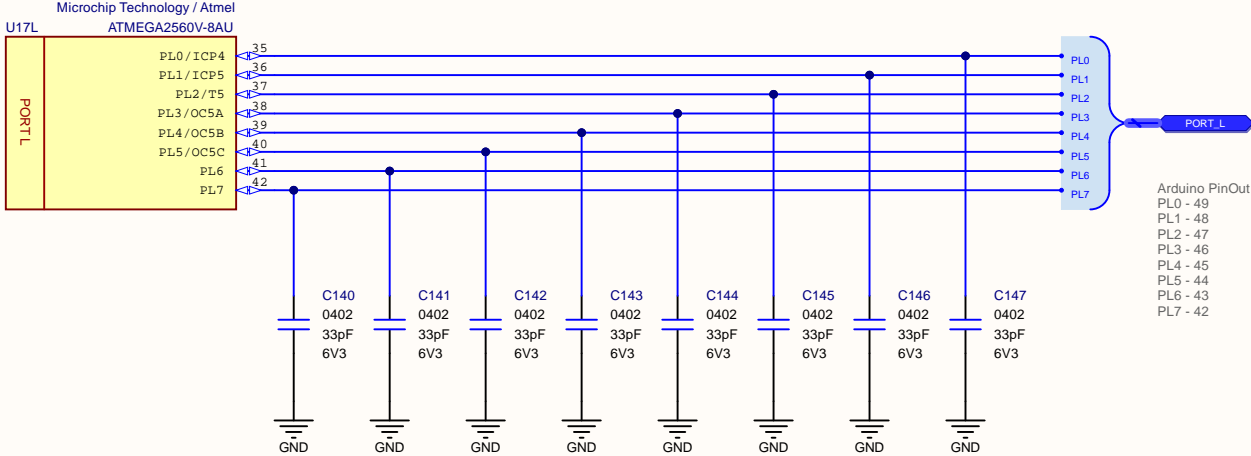 Microchip Technology / Atmel
U17L
ATMEGA2560V-8AU
PORT L
PL0/ICP4
35
PL0
PL1/ICP5
36
PL1
PL2/T5
37
PL2
PL3/OC5A
38
PL3
PL4/OC5B
39
PL4
PL5/OC5C
40
PL5
PL6
41
PL6
PL7
42
PL7
PORT_L
Arduino PinOut
PL0 - 49
PL1 - 48
PL2 - 47
PL3 - 46
PL4 - 45
PL5 - 44
PL6 - 43
PL7 - 42
C140
0402
33pF
6V3
GND
C141
0402
33pF
6V3
GND
C142
0402
33pF
6V3
GND
C143
0402
33pF
6V3
GND
C144
0402
33pF
6V3
GND
C145
0402
33pF
6V3
GND
C146
0402
33pF
6V3
GND
C147
0402
33pF
6V3
GND